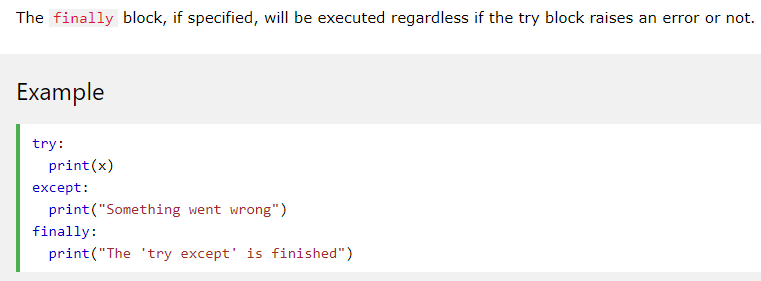 The finally block, if specified, will be executed regardless if the try block raises an error or not.
Example
try:
  print(x)
except:
  print("Something went wrong")
finally:
  print("The 'try except' is finished")